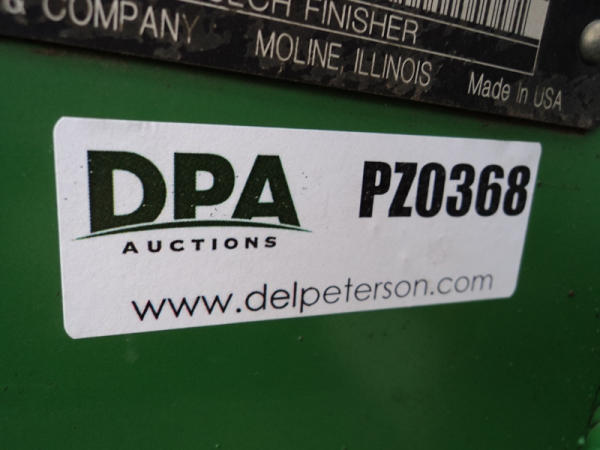 FINISHER
& COMPANY
MOLINE, ILLINOIS
Made in USA
DPA
AUCTIONS
PZ0368
www.delpeterson.com